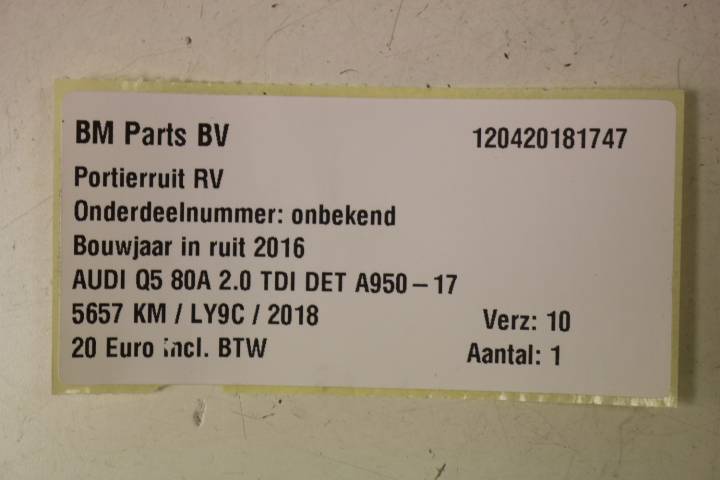 BM Parts BV 120420181747
Portierruit RV
Onderdeelnummer: onbekend
Bouwjaar in ruit 2016
AUDI Q5 80A 2.0 TDI DET A950-17
5657 KM / LY9C / 2018 Verz: 10
20 Euro incl. BTW Aantal: 1